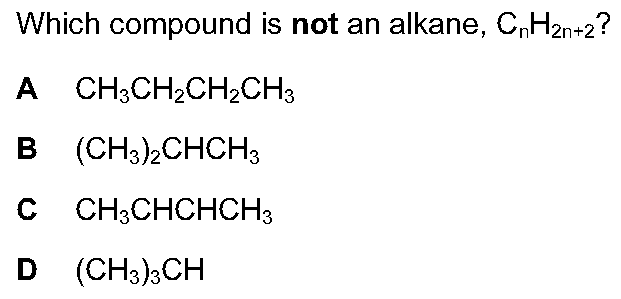 Which compound is not an alkane, CₙH₂ₙ₊₂?
A CH₃CH₂CH₂CH₃
B (CH₃)₂CHCH₃
C CH₃CHCHCH₃
D (CH₃)₃CH